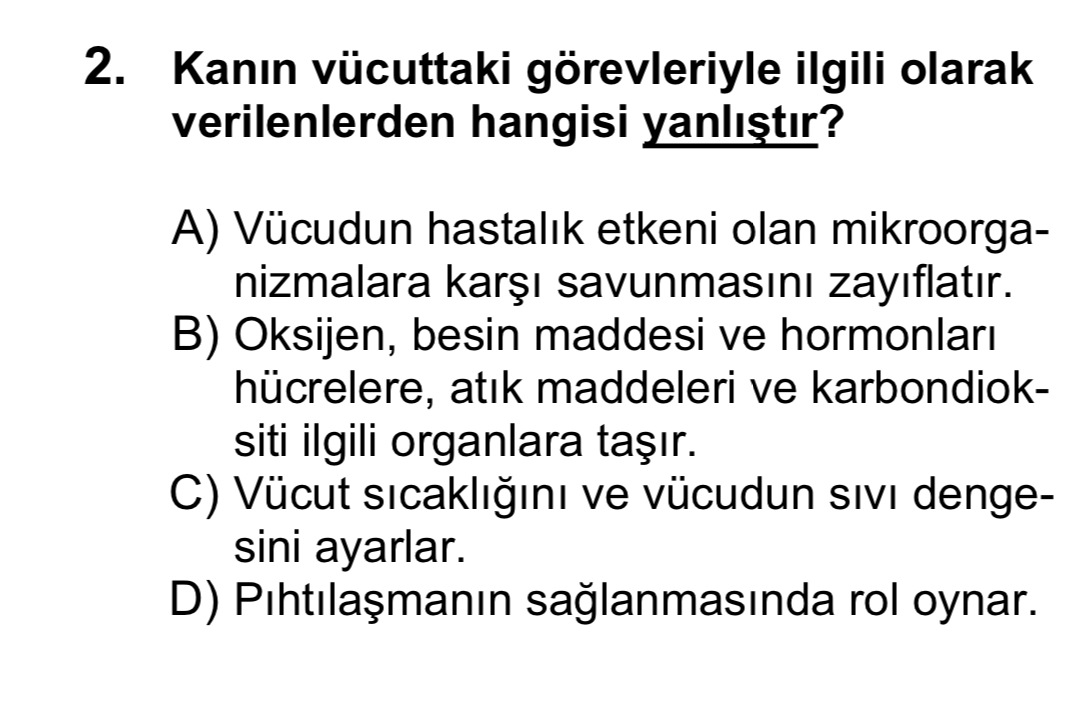 2. Kanın vücuttaki görevleriyle ilgili olarak
verilenlerden hangisi yanlıştır?
A) Vücudun hastalık etkeni olan mikroorga-
nizmalara karşı savunmasını zayıflatır.
B) Oksijen, besin maddesi ve hormonları
hücrelere, atık maddeleri ve karbondiok-
siti ilgili organlara taşır.
C) Vücut sıcaklığını ve vücudun sıvı denge-
sini ayarlar.
D) Pıhtılaşmanın sağlanmasında rol oynar.